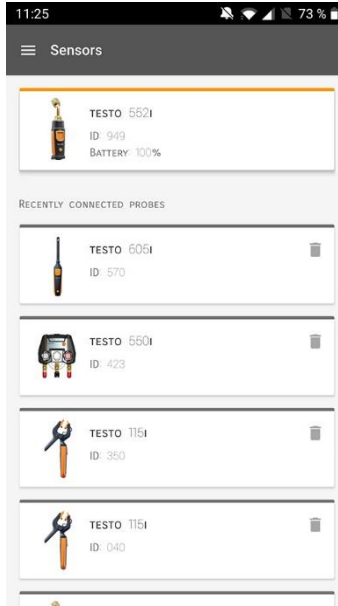 11:25
73 %
Sensors
TESTO 552I
ID: 949
BATTERY: 100%
RECENTLY CONNECTED PROBES
TESTO 605I
ID: 570
TESTO 550I
ID: 423
TESTO 115I
ID: 350
TESTO 115I
ID: 040